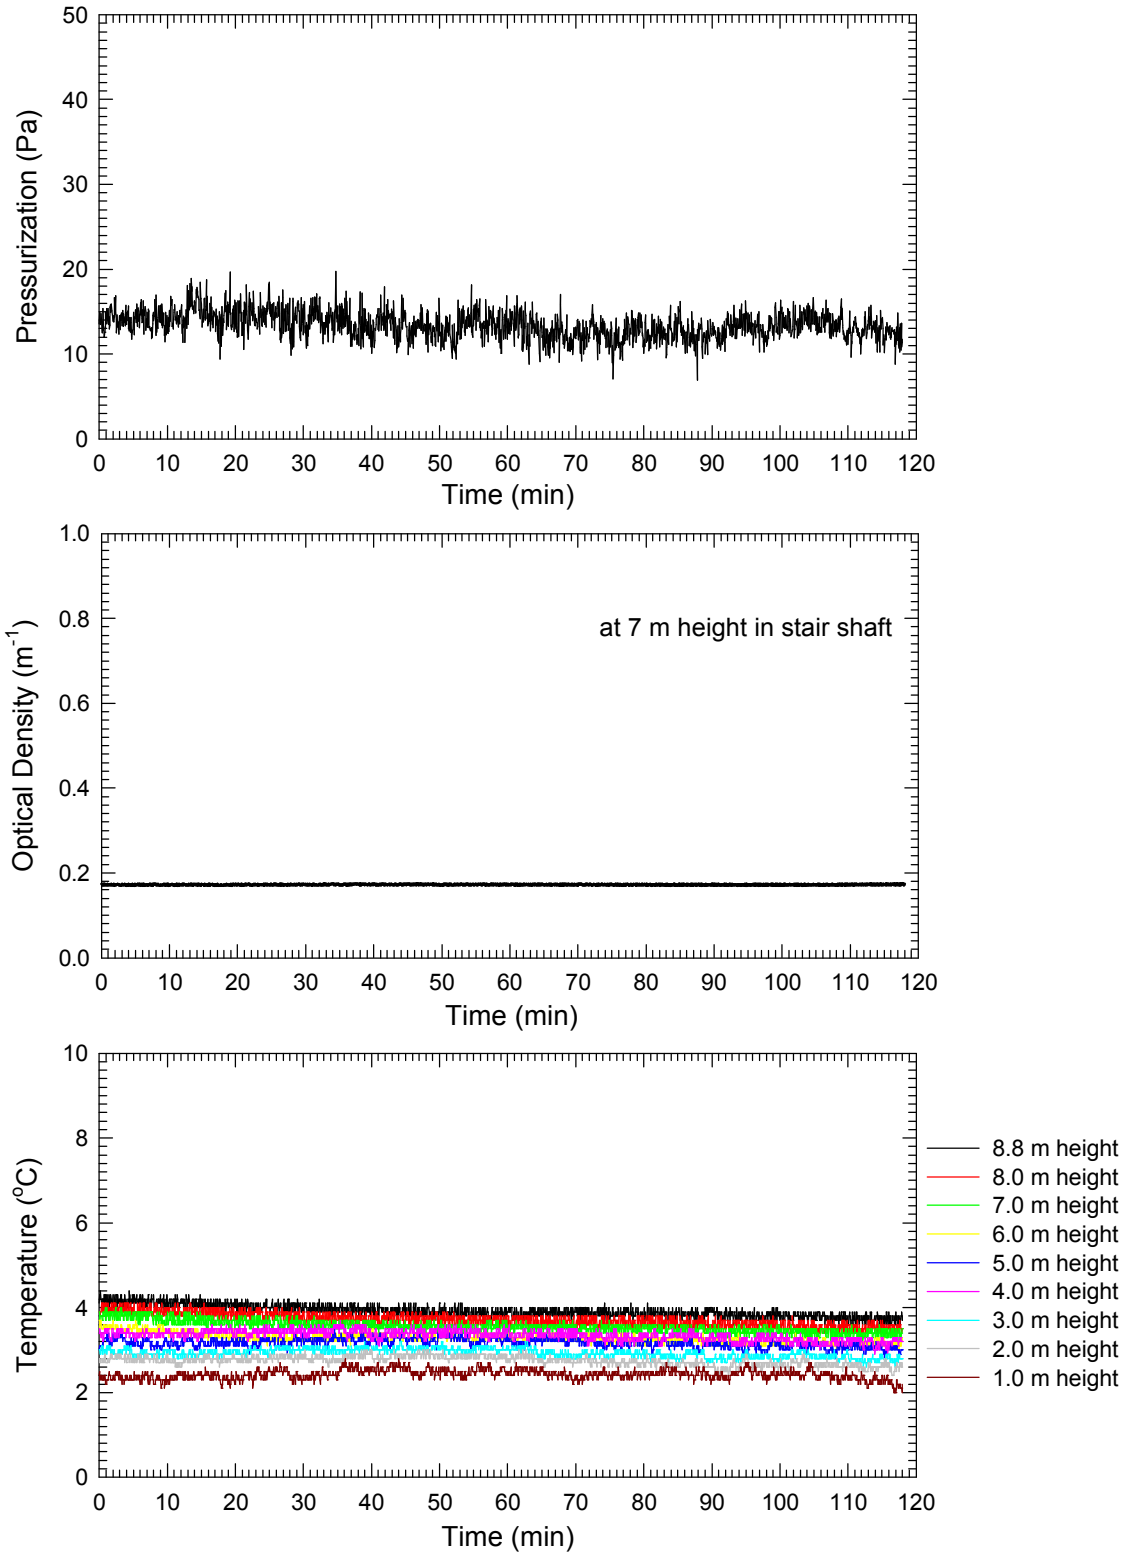 50
40
30
20
10
0
Pressurization (Pa)
0 10 20 30 40 50 60 70 80 90 100 110 120
Time (min)
1.0
0.8
0.6
0.4
0.2
0.0
Optical Density (m⁻¹)
at 7 m height in stair shaft
0 10 20 30 40 50 60 70 80 90 100 110 120
Time (min)
10
8
6
4
2
0
Temperature (°C)
0 10 20 30 40 50 60 70 80 90 100 110 120
Time (min)
8.8 m height
8.0 m height
7.0 m height
6.0 m height
5.0 m height
4.0 m height
3.0 m height
2.0 m height
1.0 m height